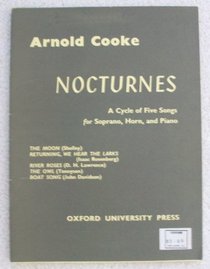 Arnold Cooke
NOCTURNES
A Cycle of Five Songs
for Soprano, Horn, and Piano
THE MOON (Shelley)
RETURNING, WE HEAR THE LARKS
(Isaac Rosenberg)
RIVER ROSES (D. H. Lawrence)
THE OWL (Tennyson)
BOAT SONG (John Davidson)
OXFORD UNIVERSITY PRESS